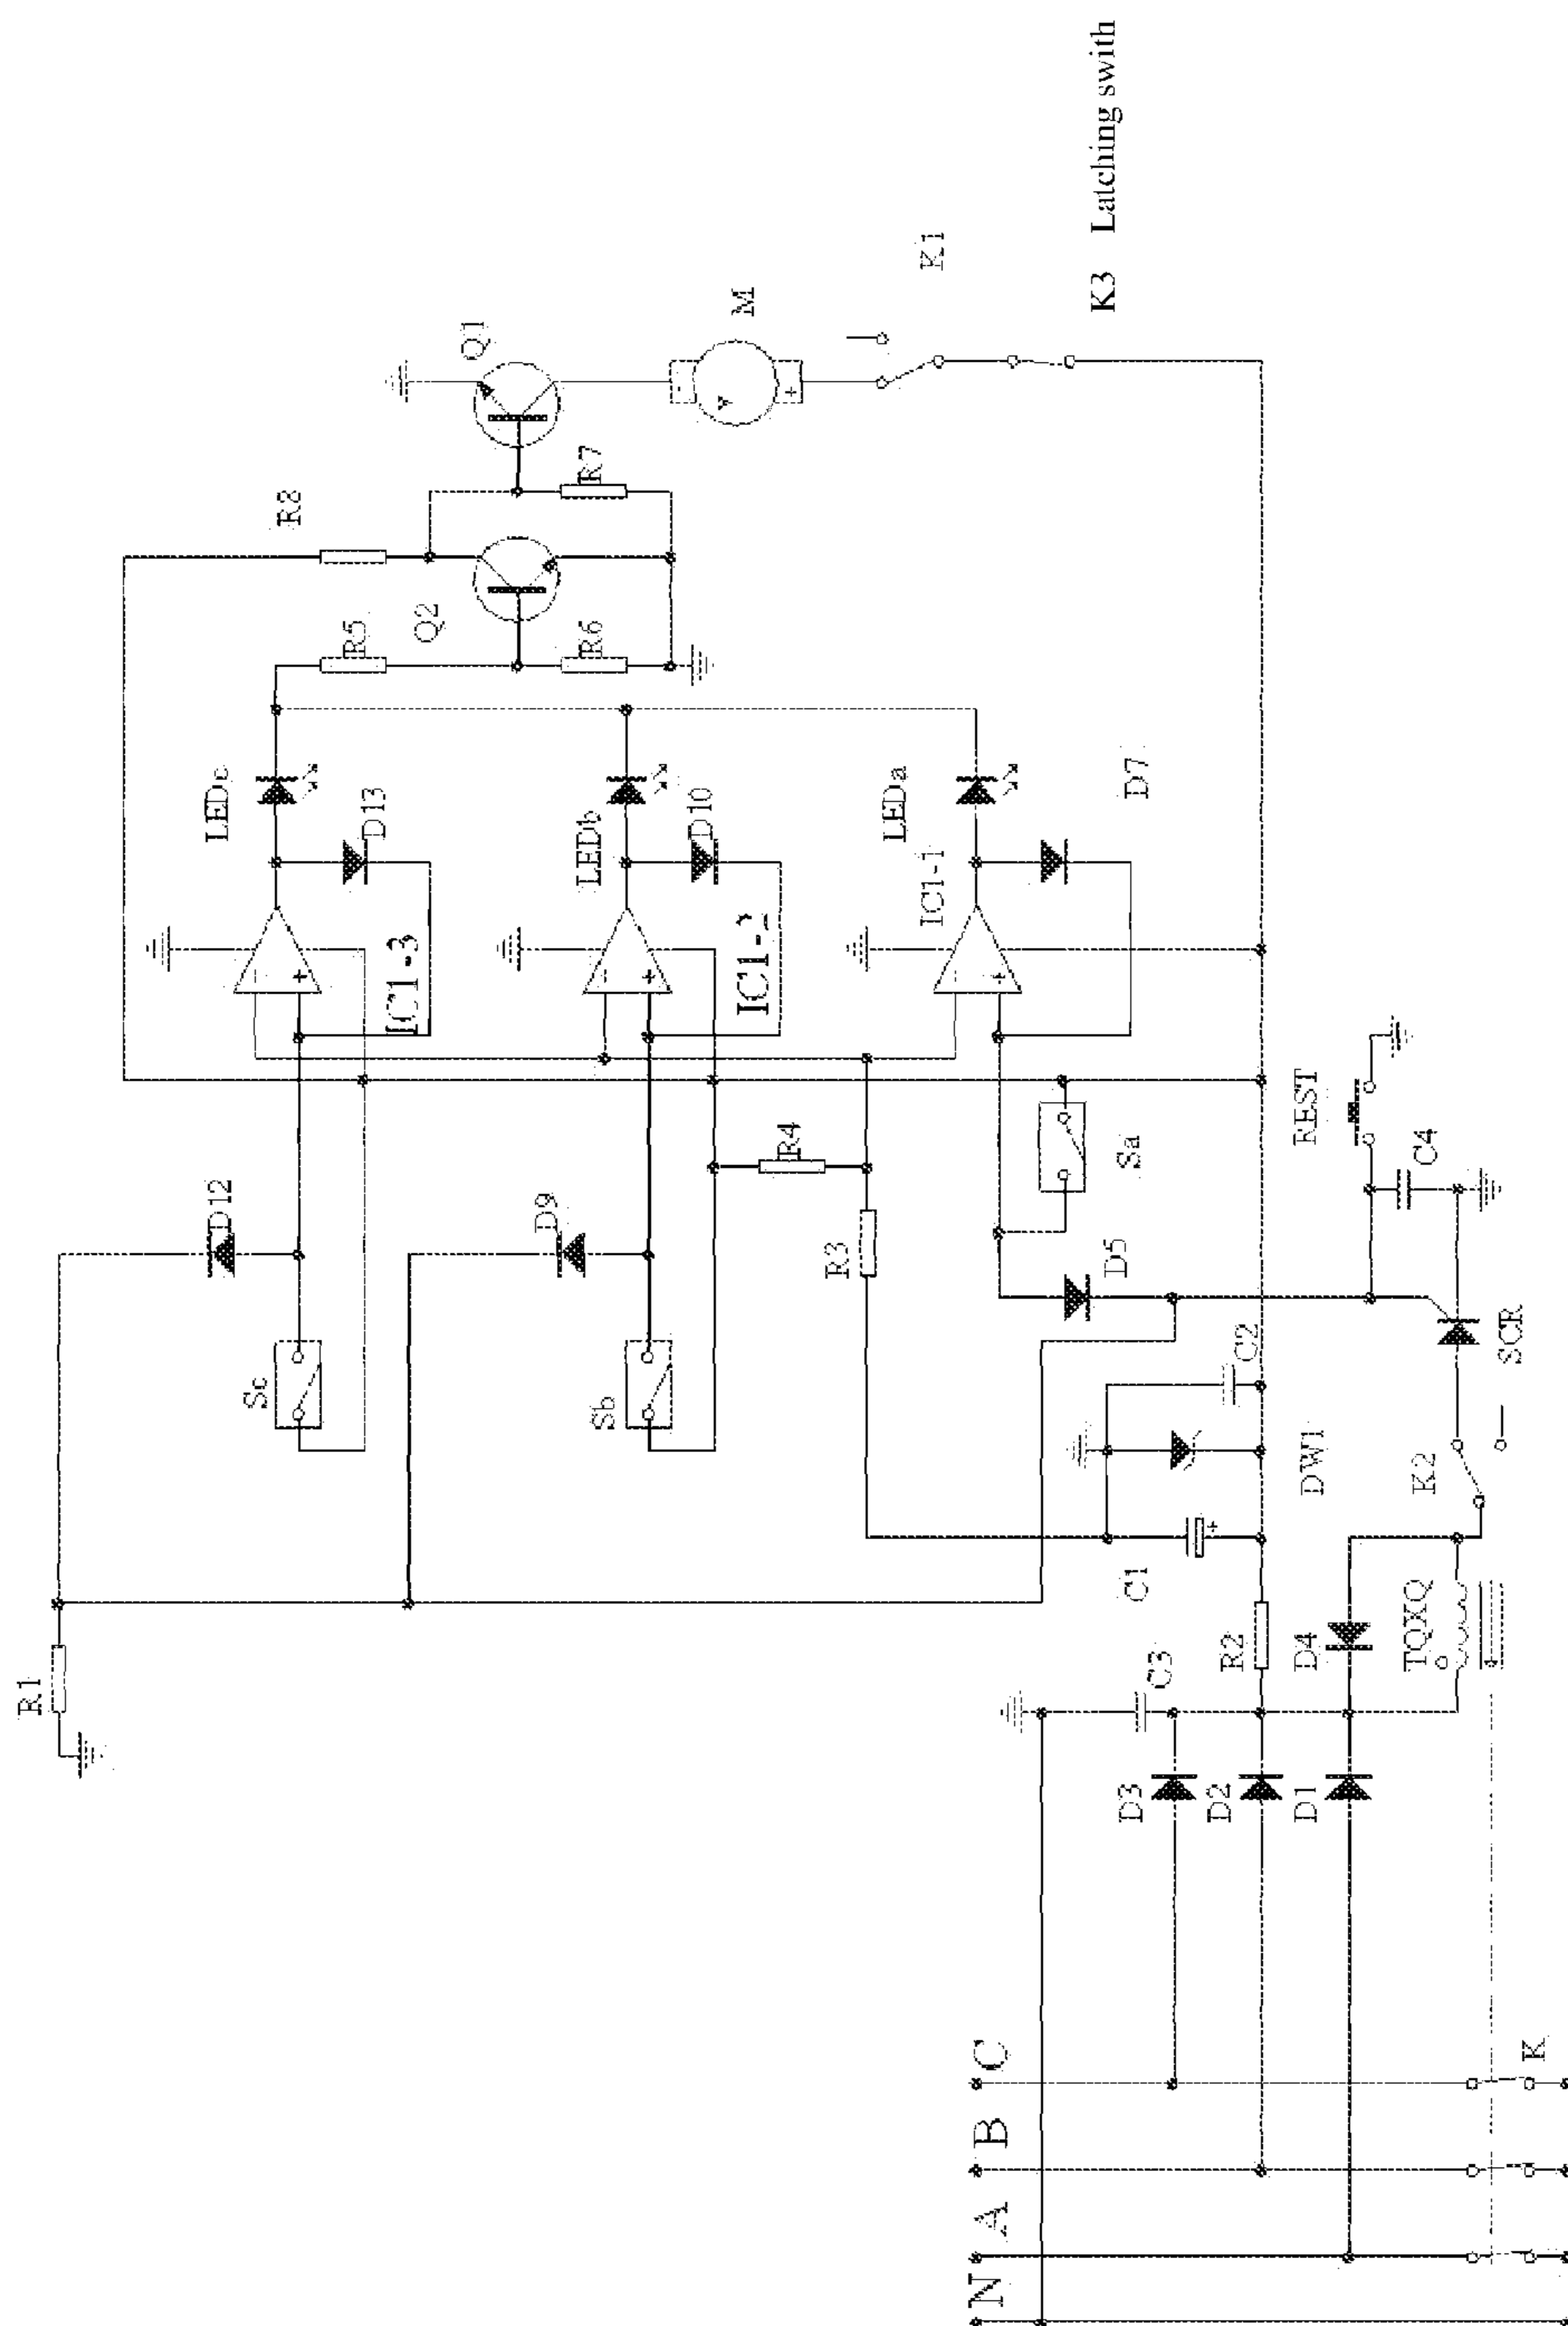 K3 Latching swith
K1
M
Q1
R7
R8
Q2
R5
R6
LEDc
D13
LEDb
D10
LEDa
D7
IC1-3
IC1-2
IC1-1
REST
C4
Sa
R4
R3
D12
D9
D5
Sc
Sb
C2
SCR
DW1
K2
C1
R1
C3
R2
D4
TQXQ
D3
D2
D1
C
B
A
N
K